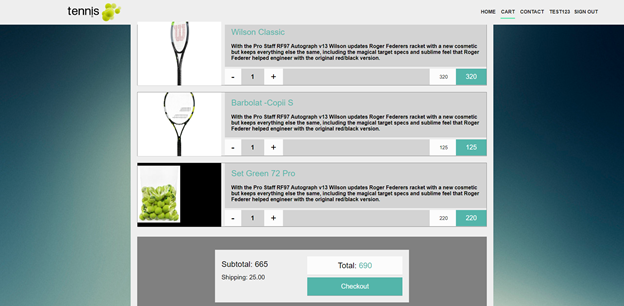 tennis
HOME CART CONTACT TEST123 SIGN OUT
Wilson Classic
With the Pro Staff RF97 Autograph v13 Wilson updates Roger Federers racket with a new cosmetic
but keeps everything else the same, including the magical target specs and sublime feel that Roger
Federer helped engineer with the original red/black version.
- 1 + 320 320
Barbolat -Copii S
With the Pro Staff RF97 Autograph v13 Wilson updates Roger Federers racket with a new cosmetic
but keeps everything else the same, including the magical target specs and sublime feel that Roger
Federer helped engineer with the original red/black version.
- 1 + 125 125
Set Green 72 Pro
With the Pro Staff RF97 Autograph v13 Wilson updates Roger Federers racket with a new cosmetic
but keeps everything else the same, including the magical target specs and sublime feel that Roger
Federer helped engineer with the original red/black version.
- 1 + 220 220
Subtotal: 665
Total: 690
Shipping: 25.00
Checkout